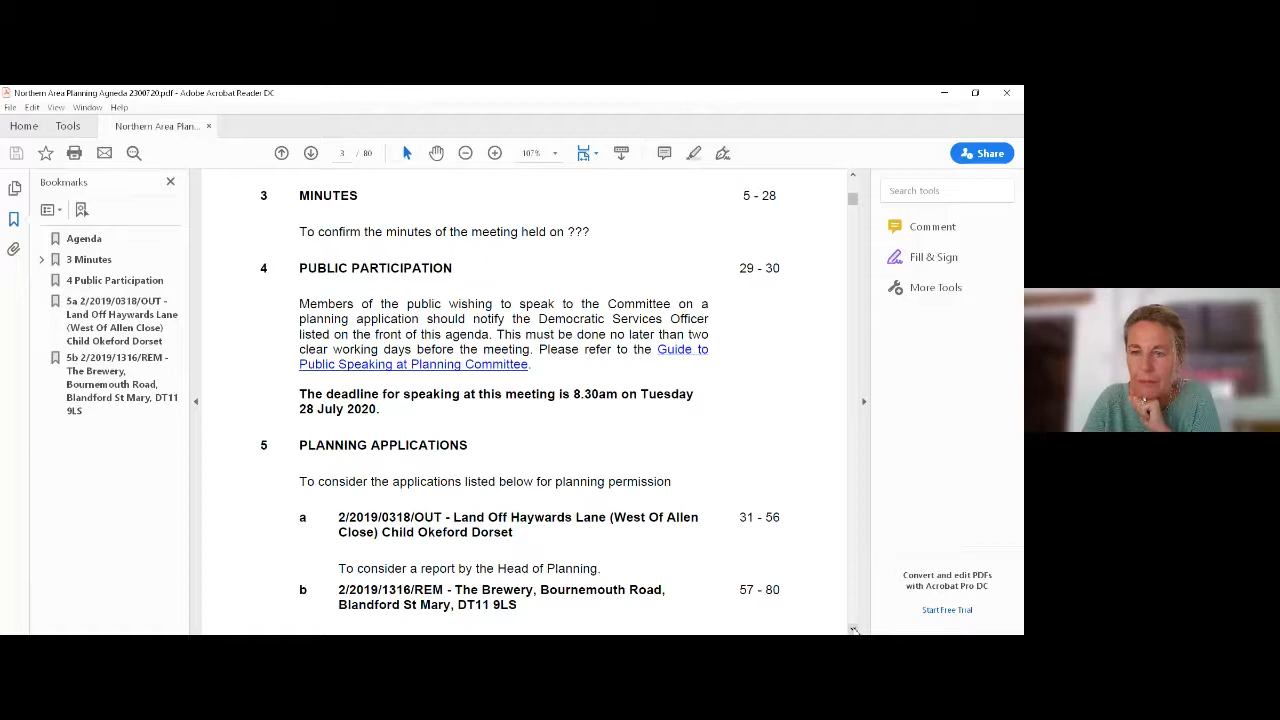 Northern Area Planning Agneda 2300720.pdf - Adobe Acrobat Reader DC
File Edit View Window Help
Home Tools Northern Area Plan... ×
3 / 80 107% Share
Bookmarks
Agenda
3 Minutes
4 Public Participation
5a 2/2019/0318/OUT -
Land Off Haywards Lane
(West Of Allen Close)
Child Okeford Dorset
5b 2/2019/1316/REM -
The Brewery,
Bournemouth Road,
Blandford St Mary, DT11
9LS
3 MINUTES 5 - 28
To confirm the minutes of the meeting held on ???
4 PUBLIC PARTICIPATION 29 - 30
Members of the public wishing to speak to the Committee on a
planning application should notify the Democratic Services Officer
listed on the front of this agenda. This must be done no later than two
clear working days before the meeting. Please refer to the Guide to
Public Speaking at Planning Committee.
The deadline for speaking at this meeting is 8.30am on Tuesday
28 July 2020.
5 PLANNING APPLICATIONS
To consider the applications listed below for planning permission
a 2/2019/0318/OUT - Land Off Haywards Lane (West Of Allen 31 - 56
Close) Child Okeford Dorset
To consider a report by the Head of Planning.
b 2/2019/1316/REM - The Brewery, Bournemouth Road, 57 - 80
Blandford St Mary, DT11 9LS
Search tools
Comment
Fill & Sign
More Tools
Convert and edit PDFs
with Acrobat Pro DC
Start Free Trial